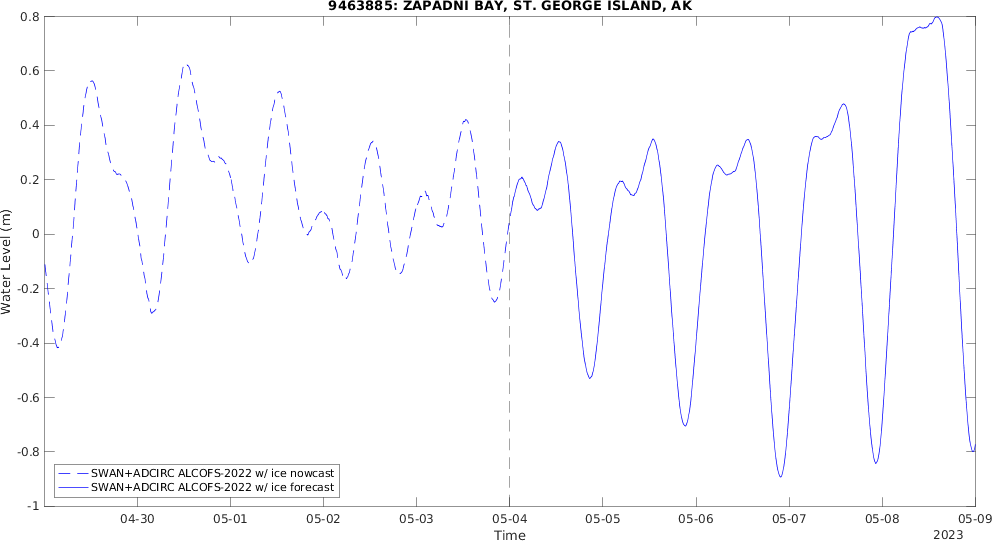 9463885: ZAPADNI BAY, ST. GEORGE ISLAND, AK
Water Level (m)
0.8
0.6
0.4
0.2
0
-0.2
-0.4
-0.6
-0.8
-1
SWAN+ADCIRC ALCOFS-2022 w/ ice nowcast
SWAN+ADCIRC ALCOFS-2022 w/ ice forecast
04-30 05-01 05-02 05-03 05-04 05-05 05-06 05-07 05-08 05-09
Time
2023